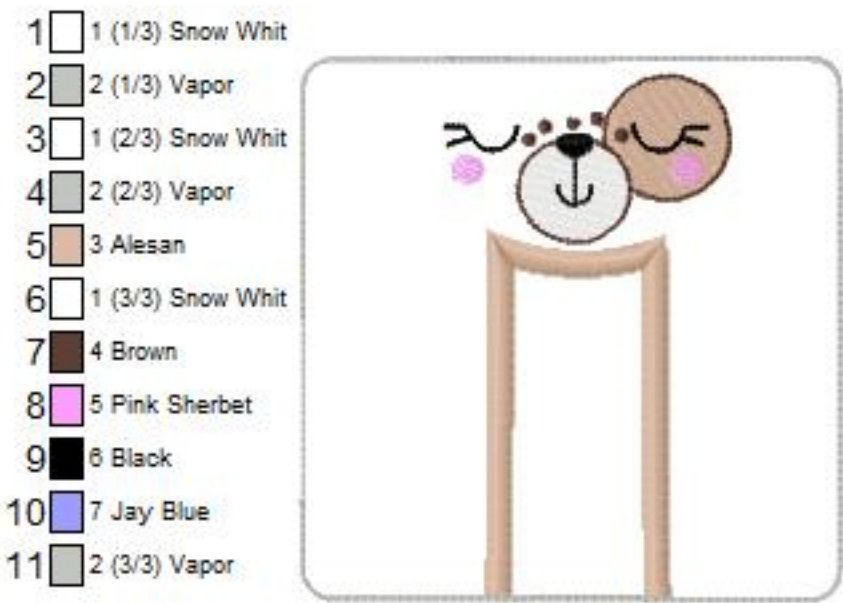 1 1 (1/3) Snow Whit
2 2 (1/3) Vapor
3 1 (2/3) Snow Whit
4 2 (2/3) Vapor
5 3 Alesan
6 1 (3/3) Snow Whit
7 4 Brown
8 5 Pink Sherbet
9 6 Black
10 7 Jay Blue
11 2 (3/3) Vapor